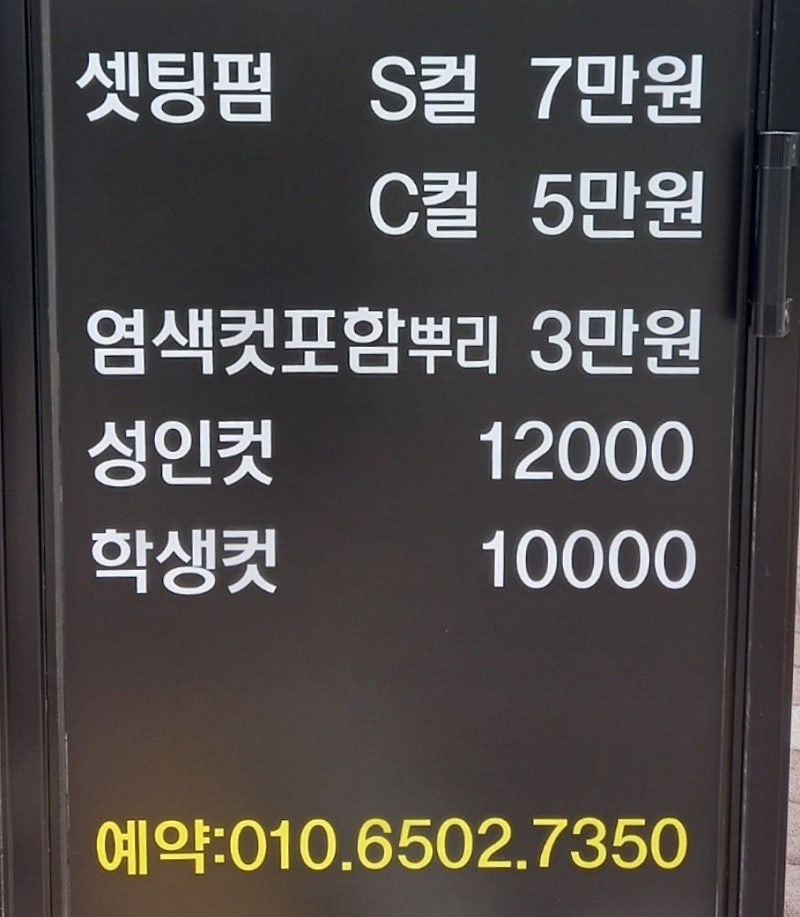 셋팅펌 S컬 7만원
C컬 5만원
염색컷포함뿌리 3만원
성인컷 12000
학생컷 10000
예약:010.6502.7350